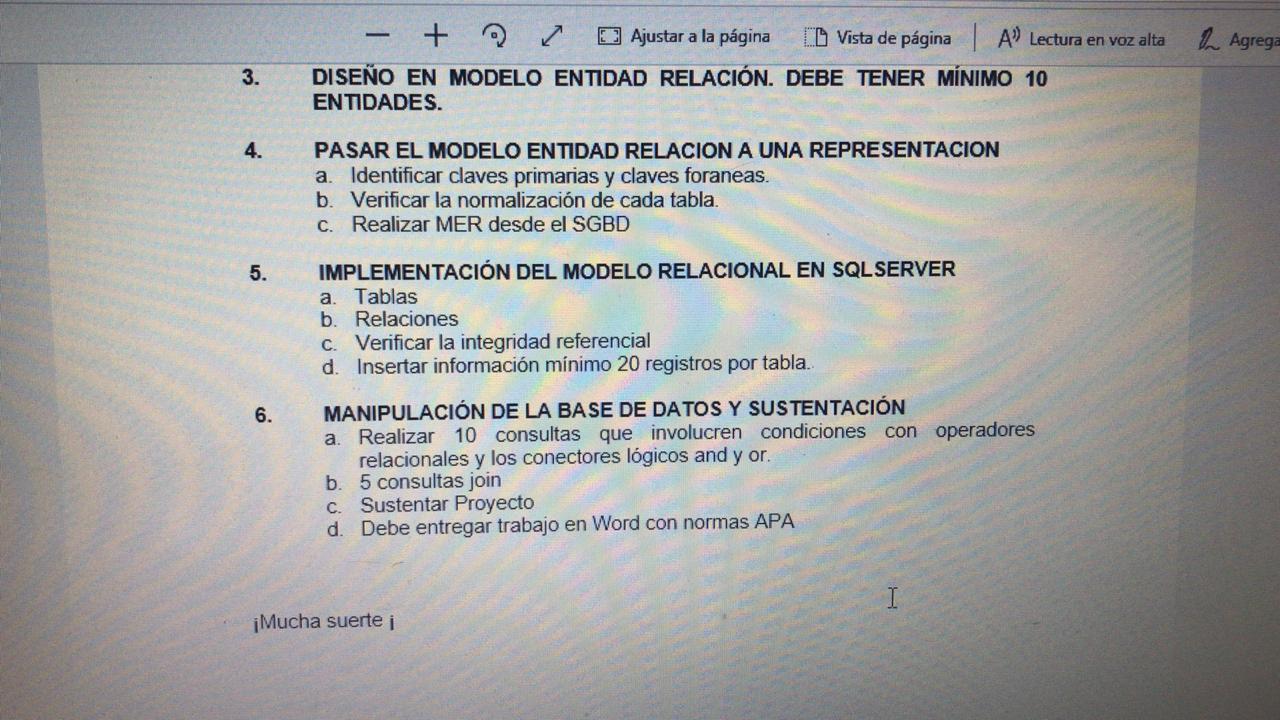 Ajustar a la página
Vista de página
Lectura en voz alta
Agrega
3. DISEÑO EN MODELO ENTIDAD RELACIÓN. DEBE TENER MÍNIMO 10
ENTIDADES.
4. PASAR EL MODELO ENTIDAD RELACION A UNA REPRESENTACION
a. Identificar claves primarias y claves foraneas.
b. Verificar la normalización de cada tabla.
c. Realizar MER desde el SGBD
5. IMPLEMENTACIÓN DEL MODELO RELACIONAL EN SQLSERVER
a. Tablas
b. Relaciones
c. Verificar la integridad referencial
d. Insertar información mínimo 20 registros por tabla.
6. MANIPULACIÓN DE LA BASE DE DATOS Y SUSTENTACIÓN
a. Realizar 10 consultas que involucren condiciones con operadores
relacionales y los conectores lógicos and y or.
b. 5 consultas join
c. Sustentar Proyecto
d. Debe entregar trabajo en Word con normas APA
¡Mucha suerte ¡